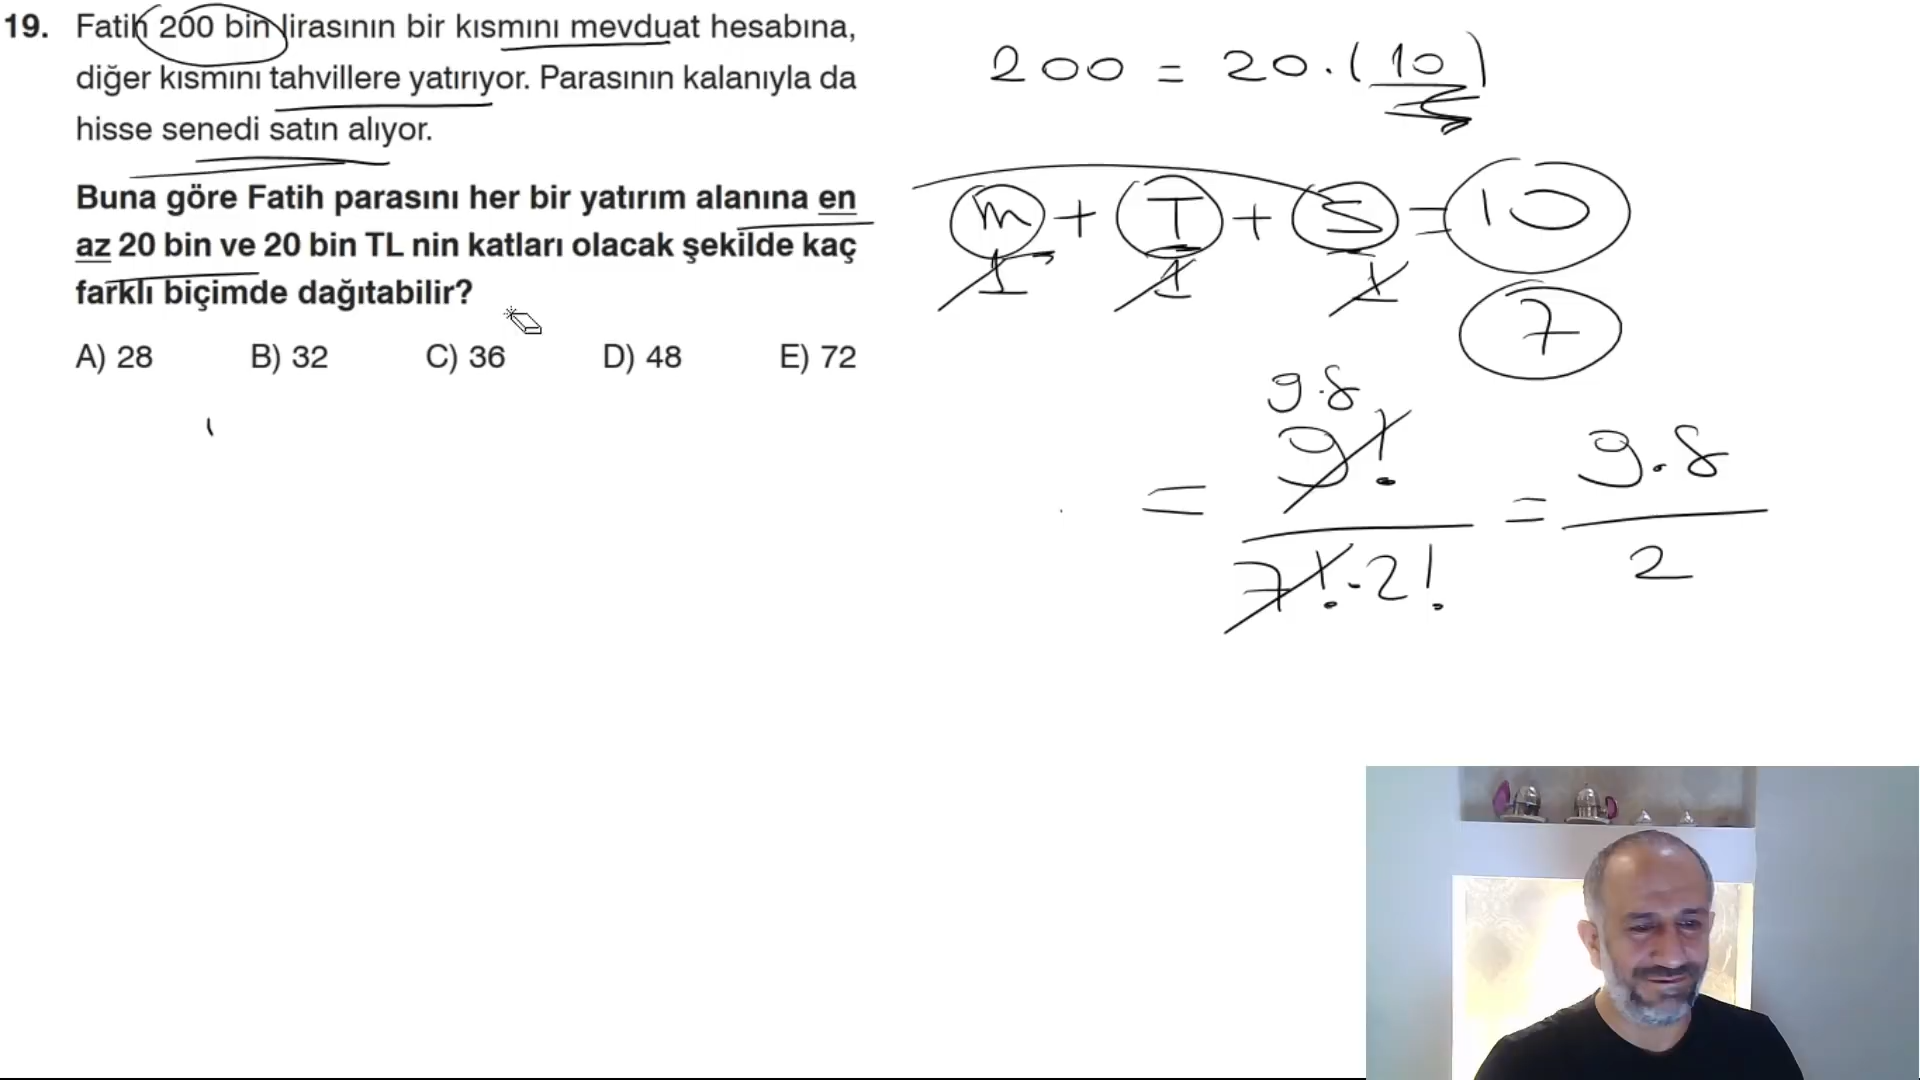 19. Fatih 200 bin lirasının bir kısmını mevduat hesabına,
diğer kısmını tahvillere yatırıyor. Parasının kalanıyla da
hisse senedi satın alıyor.
Buna göre Fatih parasını her bir yatırım alanına en
az 20 bin ve 20 bin TL nin katları olacak şekilde kaç
farklı biçimde dağıtabilir?
A) 28 B) 32 C) 36 D) 48 E) 72
200 = 20.(10)
m + T + S = 10
1 1 1
7
9.8
= 9! = 9.8
7!.2! 2